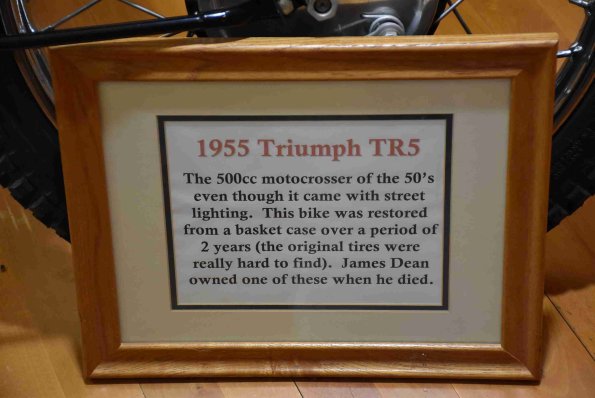 1955 Triumph TR5
The 500cc motocrosser of the 50's
even though it came with street
lighting.  This bike was restored
from a basket case over a period of
2 years (the original tires were
really hard to find).  James Dean
owned one of these when he died.